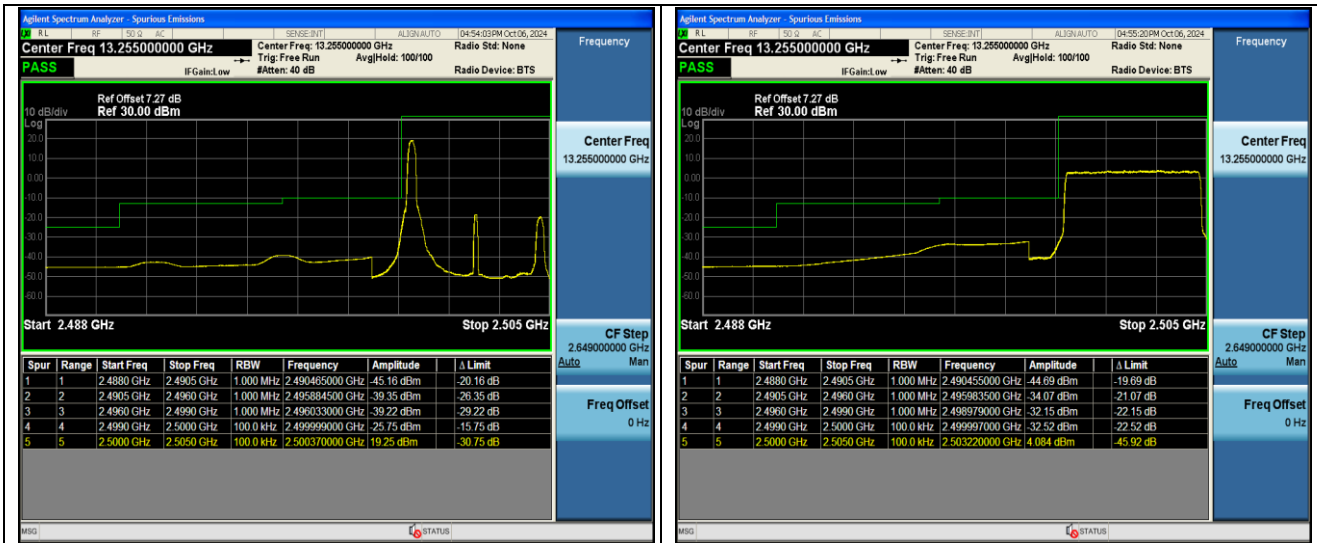 Agilent Spectrum Analyzer - Spurious Emissions
RL RF 50 Ω AC SENSE:INT ALIGN AUTO 04:54:03PM Oct 06, 2024
Center Freq 13.255000000 GHz
Center Freq: 13.255000000 GHz
Radio Std: None
Trig: Free Run Avg|Hold: 100/100
PASS
IFGain:Low
#Atten: 40 dB
Radio Device: BTS
Ref Offset 7.27 dB
10 dB/div Ref 30.00 dBm
Log
20.0
10.0
0.00
-10.0
-20.0
-30.0
-40.0
-50.0
-60.0
Start 2.488 GHz Stop 2.505 GHz
Spur Range Start Freq Stop Freq RBW Frequency Amplitude Δ Limit
1 1 2.4880 GHz 2.4905 GHz 1.000 MHz 2.490465000 GHz -45.16 dBm -20.16 dB
2 2 2.4905 GHz 2.4960 GHz 1.000 MHz 2.495884500 GHz -39.35 dBm -26.35 dB
3 3 2.4960 GHz 2.4990 GHz 1.000 MHz 2.496033000 GHz -39.22 dBm -29.22 dB
4 4 2.4990 GHz 2.5000 GHz 100.0 kHz 2.499999000 GHz -25.75 dBm -15.75 dB
5 5 2.5000 GHz 2.5050 GHz 100.0 kHz 2.500370000 GHz 19.25 dBm -30.75 dB
MSG STATUS
Frequency
Center Freq
13.255000000 GHz
CF Step
2.649000000 GHz
Auto Man
Freq Offset
0 Hz
Agilent Spectrum Analyzer - Spurious Emissions
RL RF 50 Ω AC SENSE:INT ALIGN AUTO 04:55:20PM Oct 06, 2024
Center Freq 13.255000000 GHz
Center Freq: 13.255000000 GHz
Radio Std: None
Trig: Free Run Avg|Hold: 100/100
PASS
IFGain:Low
#Atten: 40 dB
Radio Device: BTS
Ref Offset 7.27 dB
10 dB/div Ref 30.00 dBm
Log
20.0
10.0
0.00
-10.0
-20.0
-30.0
-40.0
-50.0
-60.0
Start 2.488 GHz Stop 2.505 GHz
Spur Range Start Freq Stop Freq RBW Frequency Amplitude Δ Limit
1 1 2.4880 GHz 2.4905 GHz 1.000 MHz 2.490455000 GHz -44.69 dBm -19.69 dB
2 2 2.4905 GHz 2.4960 GHz 1.000 MHz 2.495983500 GHz -34.07 dBm -21.07 dB
3 3 2.4960 GHz 2.4990 GHz 1.000 MHz 2.498979000 GHz -32.15 dBm -22.15 dB
4 4 2.4990 GHz 2.5000 GHz 100.0 kHz 2.499997000 GHz -32.52 dBm -22.52 dB
5 5 2.5000 GHz 2.5050 GHz 100.0 kHz 2.503220000 GHz 4.084 dBm -45.92 dB
MSG STATUS
Frequency
Center Freq
13.255000000 GHz
CF Step
2.649000000 GHz
Auto Man
Freq Offset
0 Hz